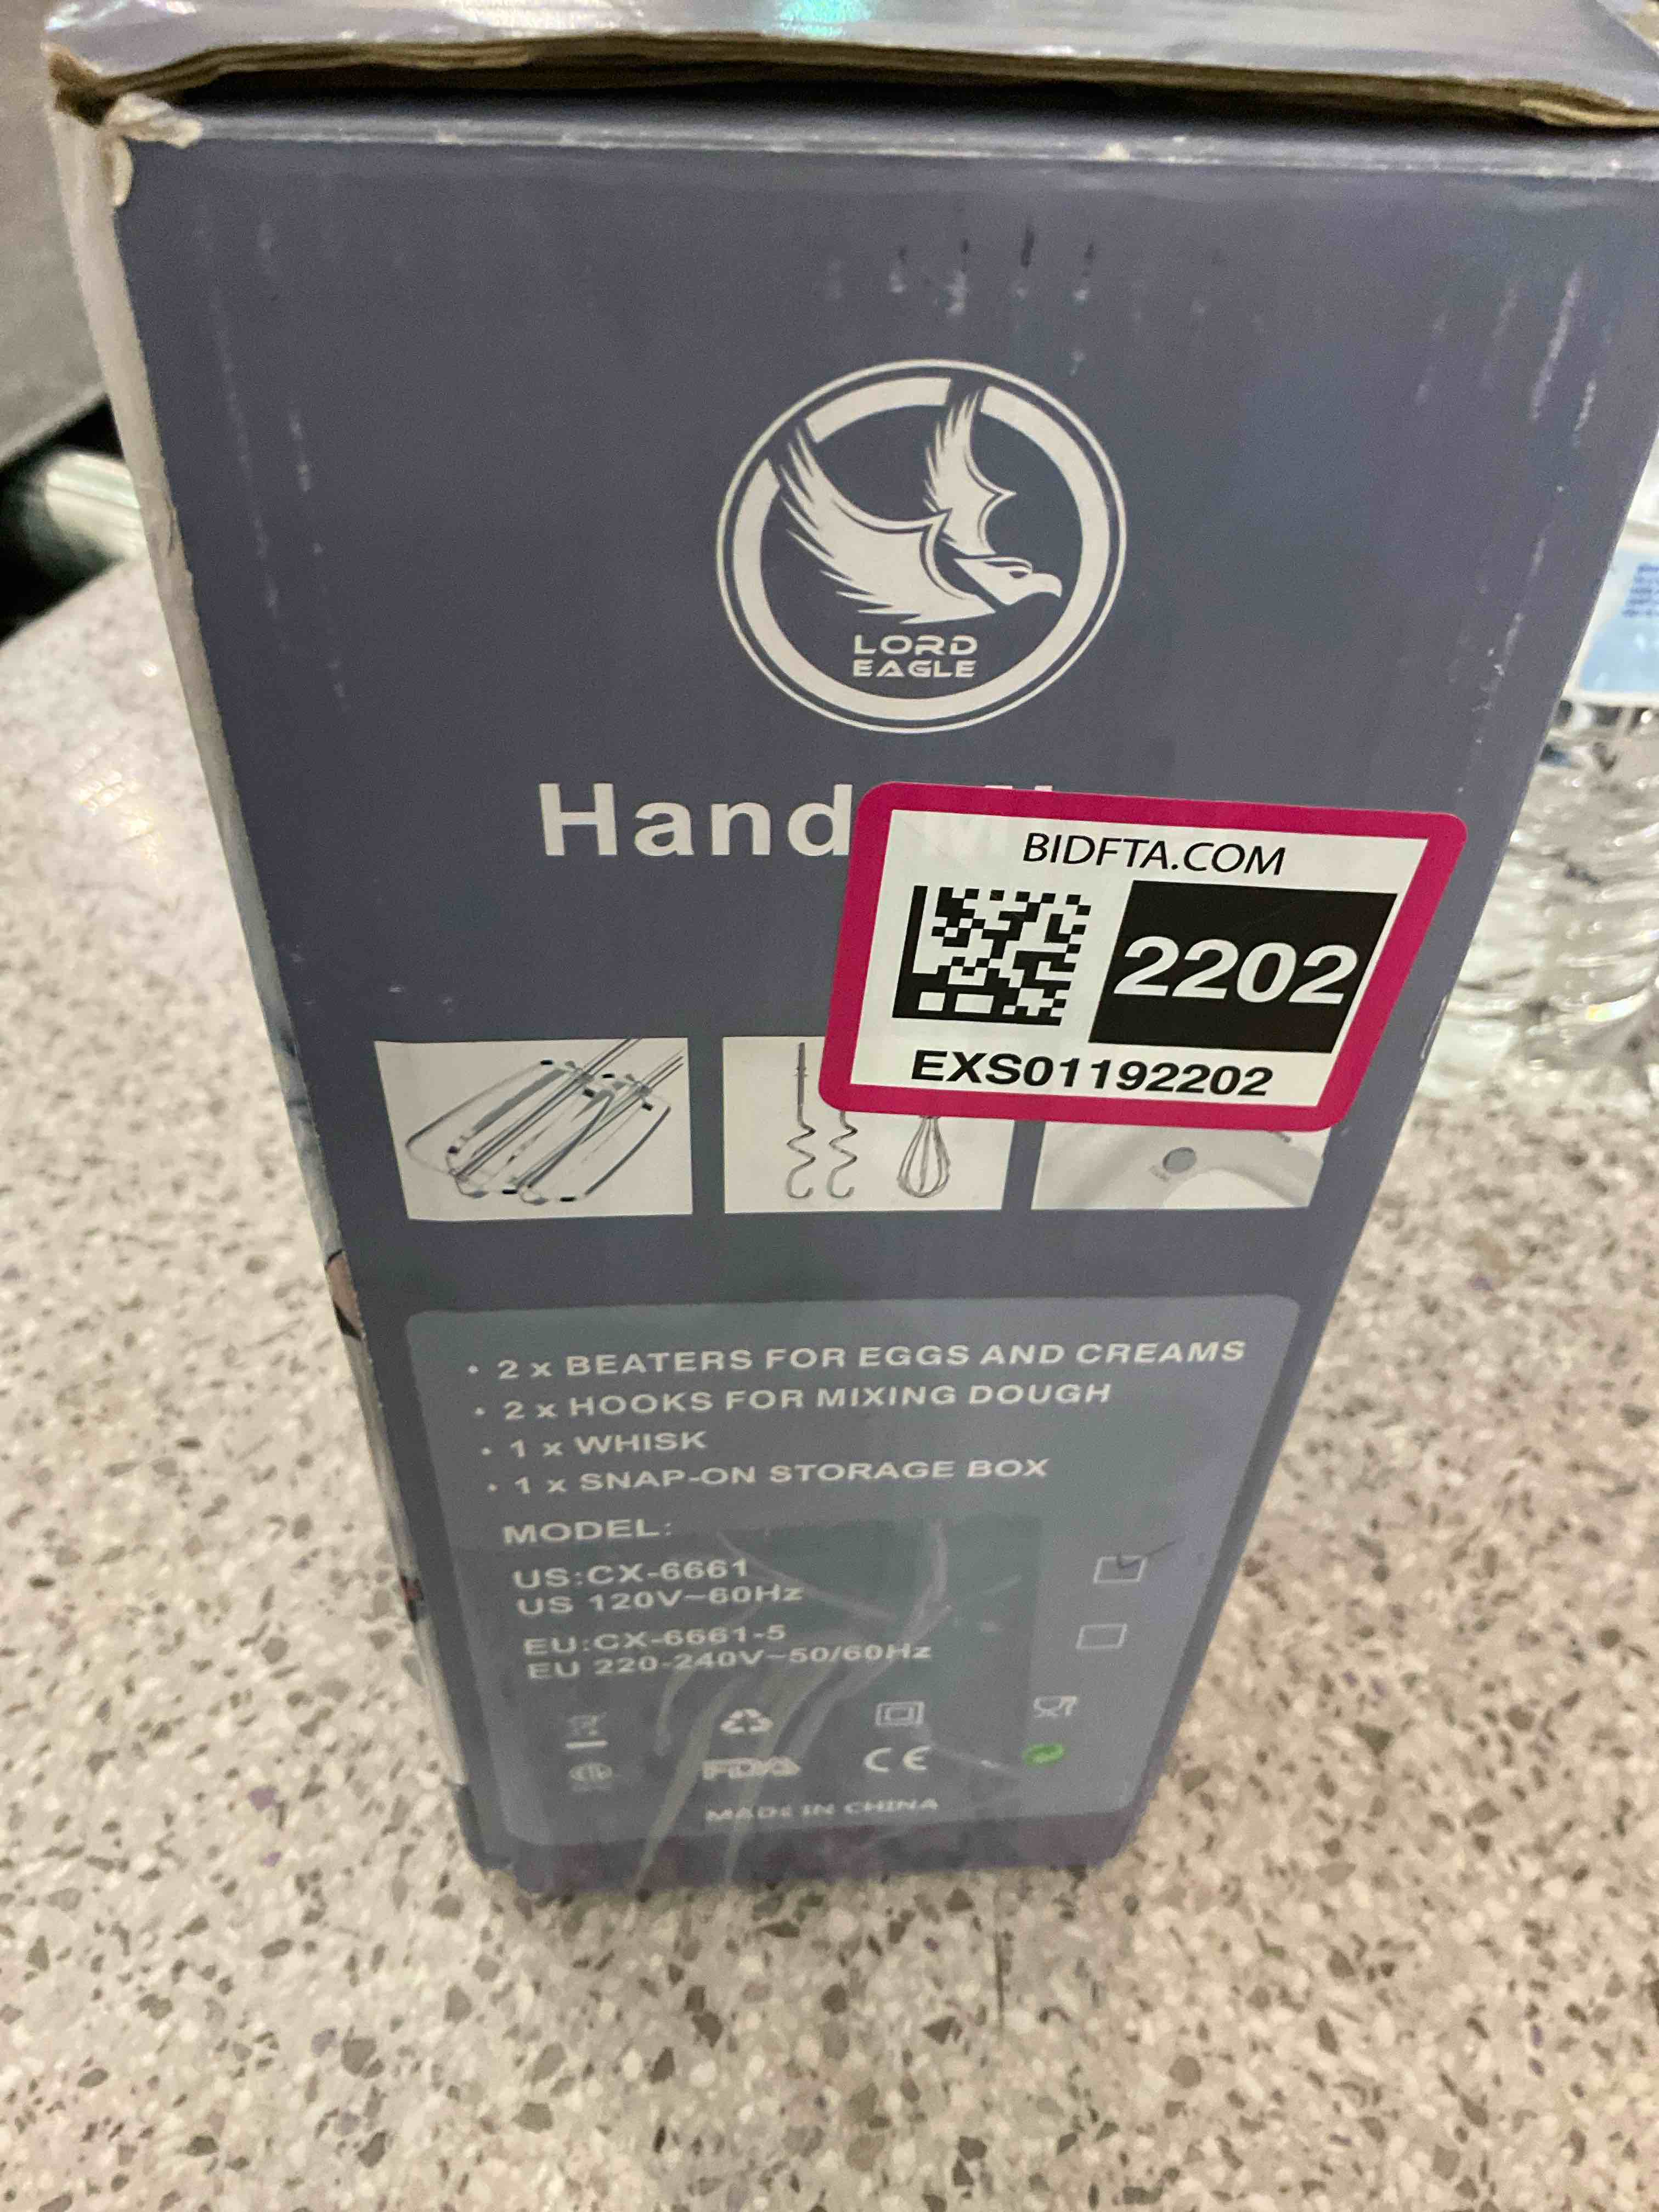 LORD
EAGLE
Hand
BIDFTA.COM
2202
EXS01192202
• 2 x BEATERS FOR EGGS AND CREAMS
• 2 x HOOKS FOR MIXING DOUGH
• 1 x WHISK
• 1 x SNAP-ON STORAGE BOX
MODEL:
US:CX-6661
US 120V~60Hz
EU:CX-6661-5
EU 220-240V~50/60Hz
FDA CE
MADE IN CHINA